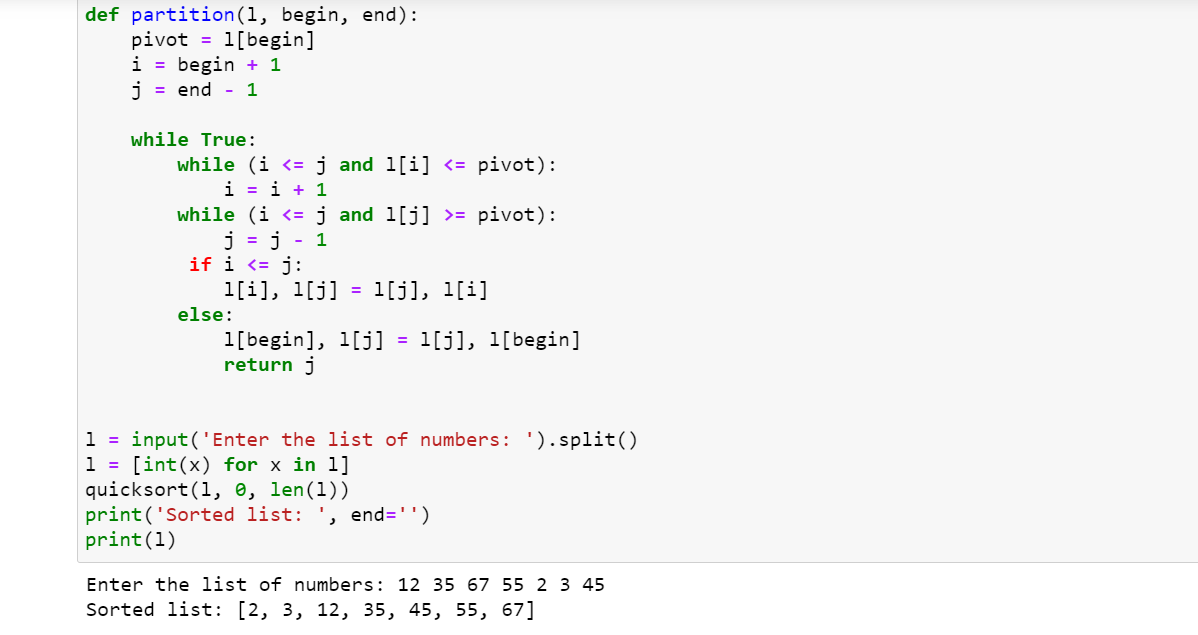 def partition(l, begin, end):
    pivot = l[begin]
    i = begin + 1
    j = end - 1

    while True:
        while (i <= j and l[i] <= pivot):
            i = i + 1
        while (i <= j and l[j] >= pivot):
            j = j - 1
         if i <= j:
            l[i], l[j] = l[j], l[i]
        else:
            l[begin], l[j] = l[j], l[begin]
            return j


l = input('Enter the list of numbers: ').split()
l = [int(x) for x in l]
quicksort(l, 0, len(l))
print('Sorted list: ', end='')
print(l)
Enter the list of numbers: 12 35 67 55 2 3 45
Sorted list: [2, 3, 12, 35, 45, 55, 67]